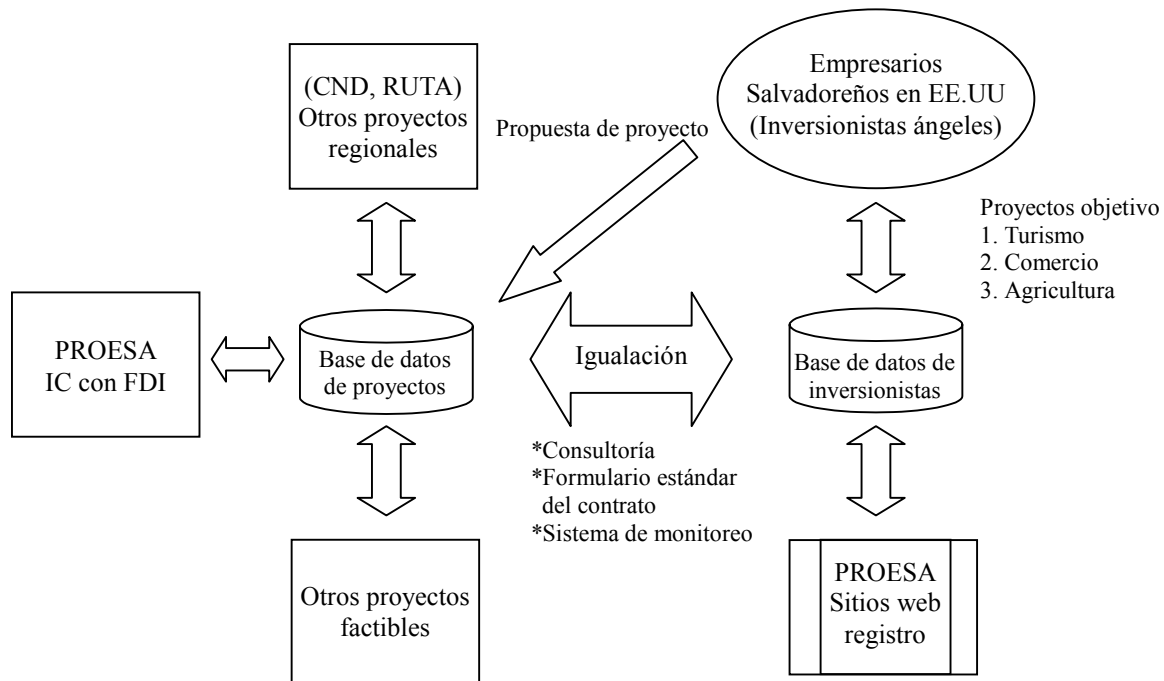 (CND, RUTA)
Otros proyectos
regionales
Empresarios
Salvadoreños en EE.UU
(Inversionistas ángeles)
Propuesta de proyecto
Proyectos objetivo
1. Turismo
2. Comercio
3. Agricultura
PROESA
IC con FDI
Base de datos
de proyectos
Igualación
Base de datos de
inversionistas
*Consultoría
*Formulario estándar
del contrato
*Sistema de monitoreo
Otros proyectos
factibles
PROESA
Sitios web
registro